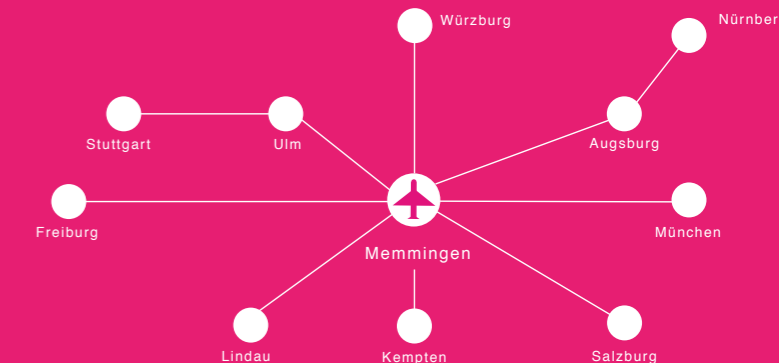 Würzburg
Nürnber
Stuttgart
Ulm
Augsburg
Freiburg
München
Memmingen
Lindau
Kempten
Salzburg